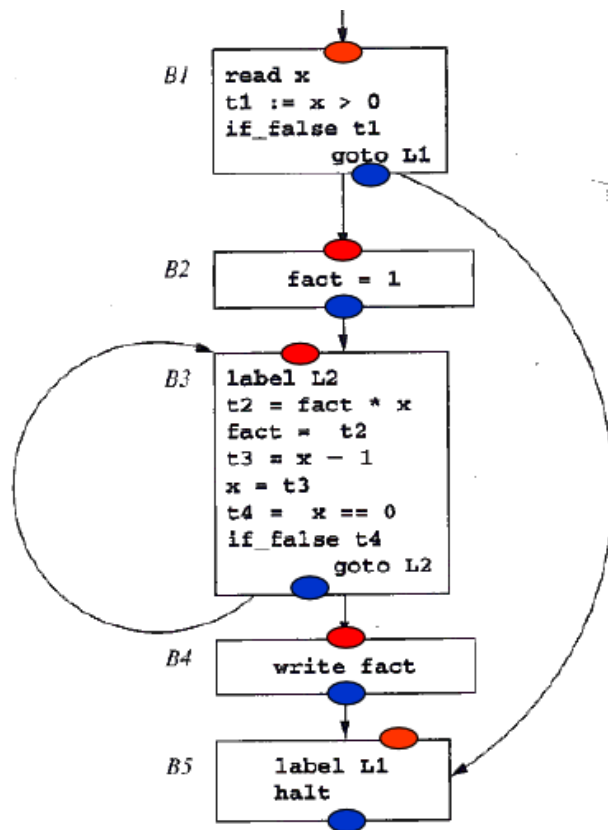 B1
read x
t1 := x > 0
if_false t1
goto L1
B2
fact = 1
B3
label L2
t2 = fact * x
fact = t2
t3 = x - 1
x = t3
t4 = x == 0
if_false t4
goto L2
B4
write fact
B5
label L1
halt